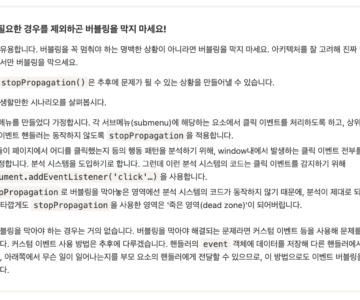 필요한 경우를 제외하곤 버블링을 막지 마세요!
유용합니다. 버블링을 꼭 멈춰야 하는 명백한 상황이 아니라면 버블링을 막지 마세요. 아키텍처를 잘 고려해 진짜
서만 버블링을 막으세요.
stopPropagation() 은 추후에 문제가 될 수 있는 상황을 만들어낼 수 있습니다.
생할만한 시나리오를 살펴봅시다.
메뉴를 만들었다 가정합시다. 각 서브메뉴(submenu)에 해당하는 요소에서 클릭 이벤트를 처리하도록 하고, 상위
이벤트 핸들러는 동작하지 않도록 stopPropagation 을 적용합니다.
들이 페이지에서 어디를 클릭했는지 등의 행동 패턴을 분석하기 위해, window내에서 발생하는 클릭 이벤트 전부를
정합니다. 분석 시스템을 도입하기로 합니다. 그런데 이런 분석 시스템의 코드는 클릭 이벤트를 감지하기 위해
ument.addEventListener('click'…) 을 사용합니다.
topPropagation 로 버블링을 막아놓은 영역에선 분석 시스템의 코드가 동작하지 않기 때문에, 분석이 제대로 되
타깝게도 stopPropagation 을 사용한 영역은 '죽은 영역(dead zone)'이 되어버립니다.
블링을 막아야 하는 경우는 거의 없습니다. 버블링을 막아야 해결되는 문제라면 커스텀 이벤트 등을 사용해 문제를
다. 커스텀 이벤트 사용 방법은 추후에 다루겠습니다. 핸들러의 event 객체에 데이터를 저장해 다른 핸들러에서
, 아래쪽에서 무슨 일이 일어나는지를 부모 요소의 핸들러에게 전달할 수 있으므로, 이 방법으로도 이벤트 버블링
다.